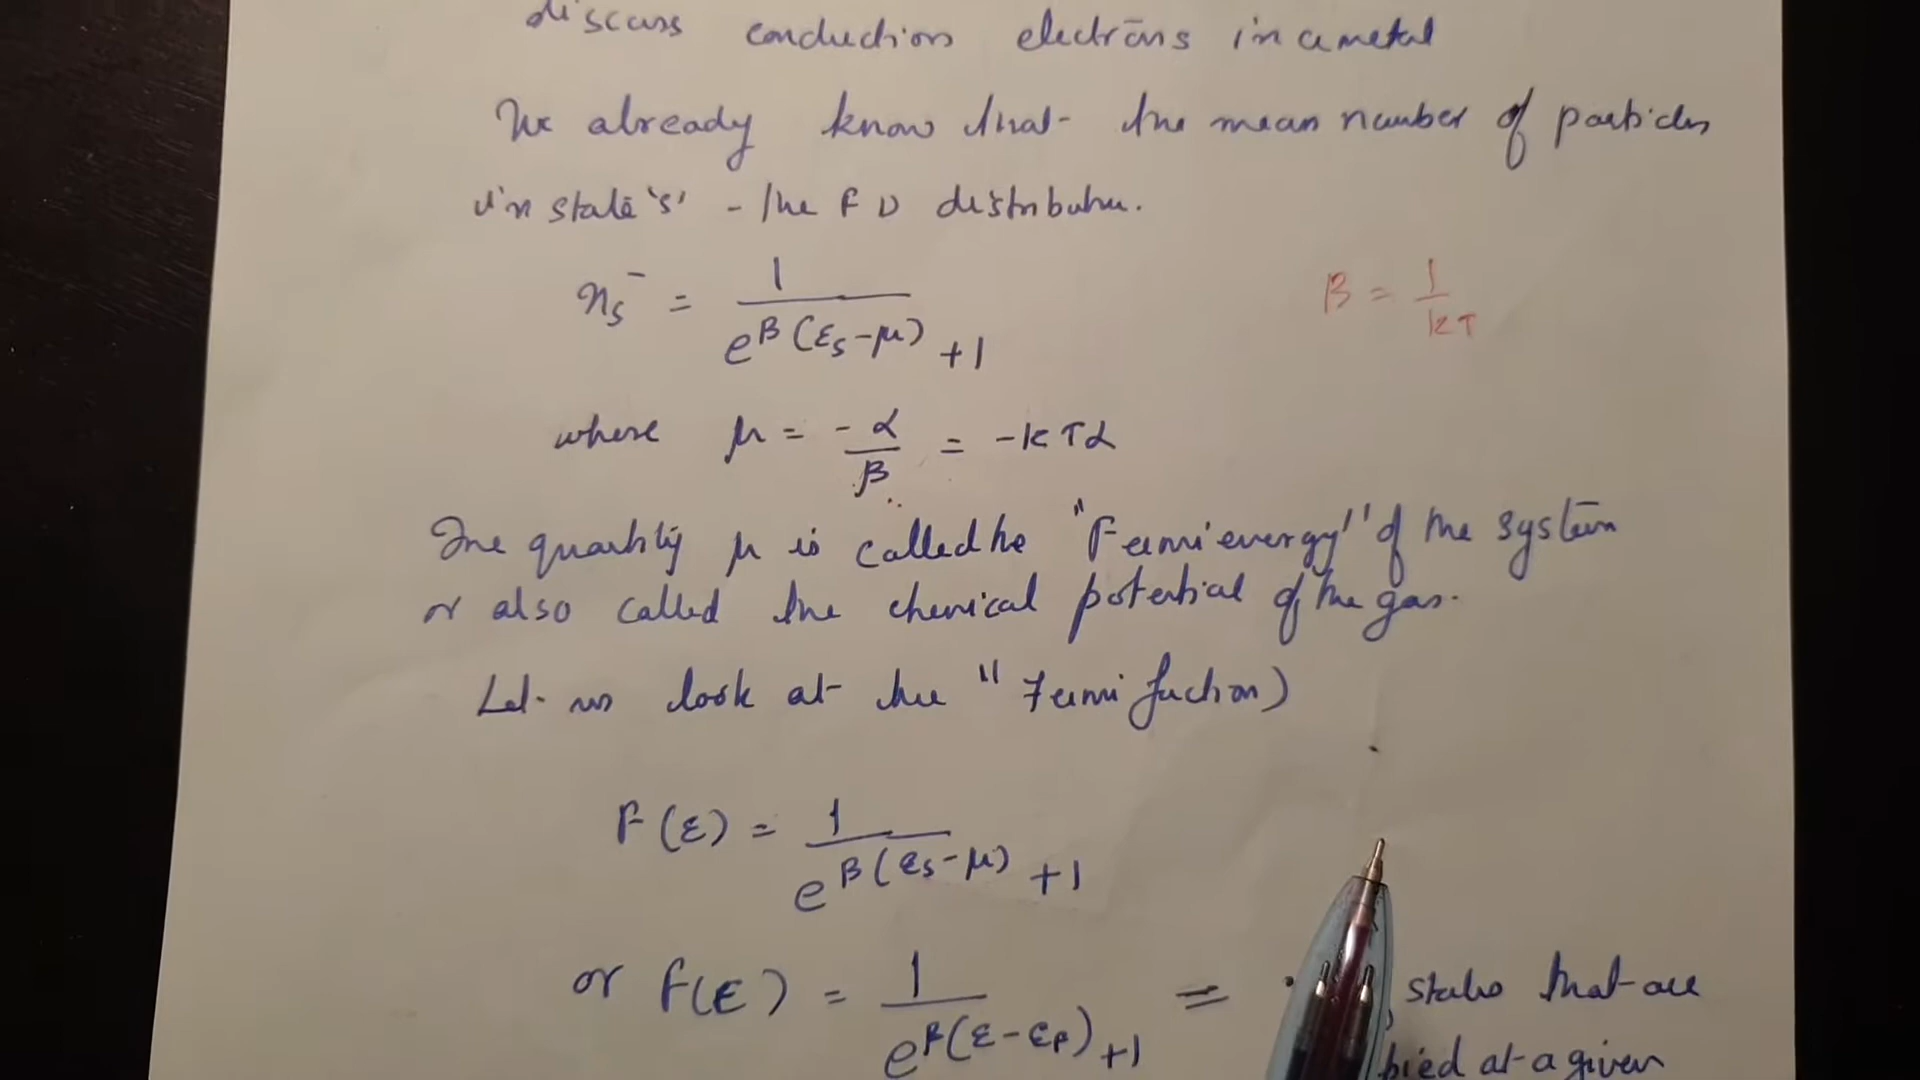 discuss conduction electrons in a metal
We already know that the mean number of particles
in state 's' - the FD distribution.
n̄s = 1 / e^β(εs-μ) +1
β = 1/kT
where μ = -α/β = -kTα
The quantity μ is called the "Fermi energy" of the system
or also called the chemical potential of the gas.
Let us look at the "Fermi fuction)
F(ε) = 1 / e^β(εs-μ) +1
or F(ε) = 1 / e^β(ε-εF) +1 = states that are
at a given